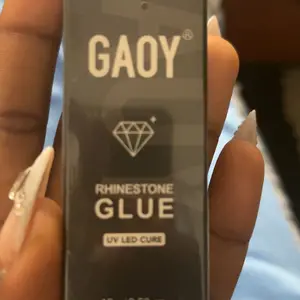 GAOY®
RHINESTONE
GLUE
UV LED CURE